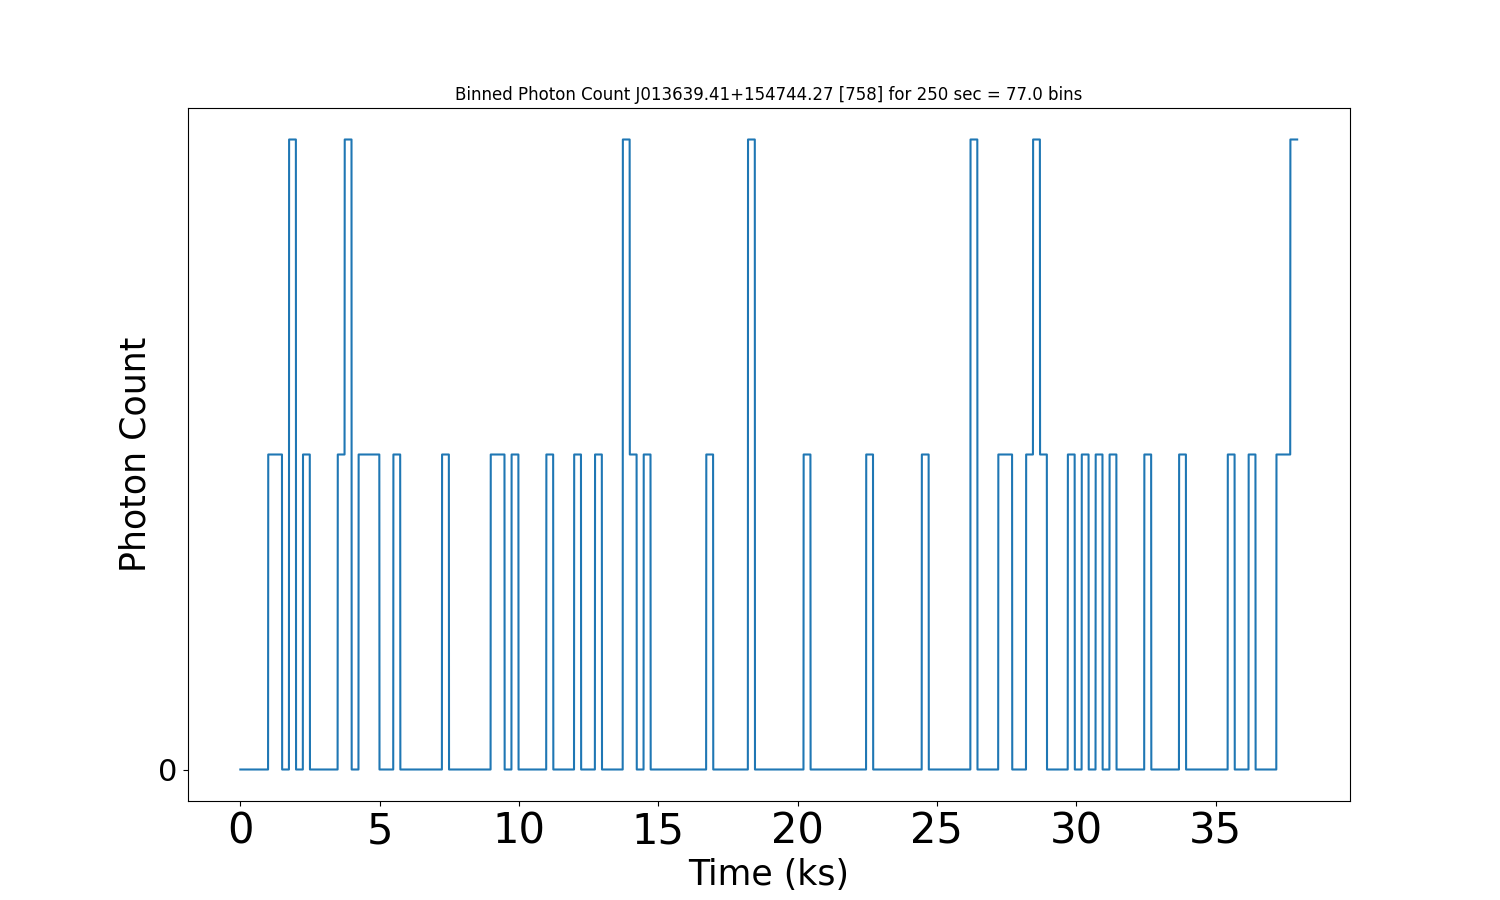 Binned Photon Count J013639.41+154744.27 [758] for 250 sec = 77.0 bins
Photon Count
0
0 5 10 15 20 25 30 35
Time (ks)